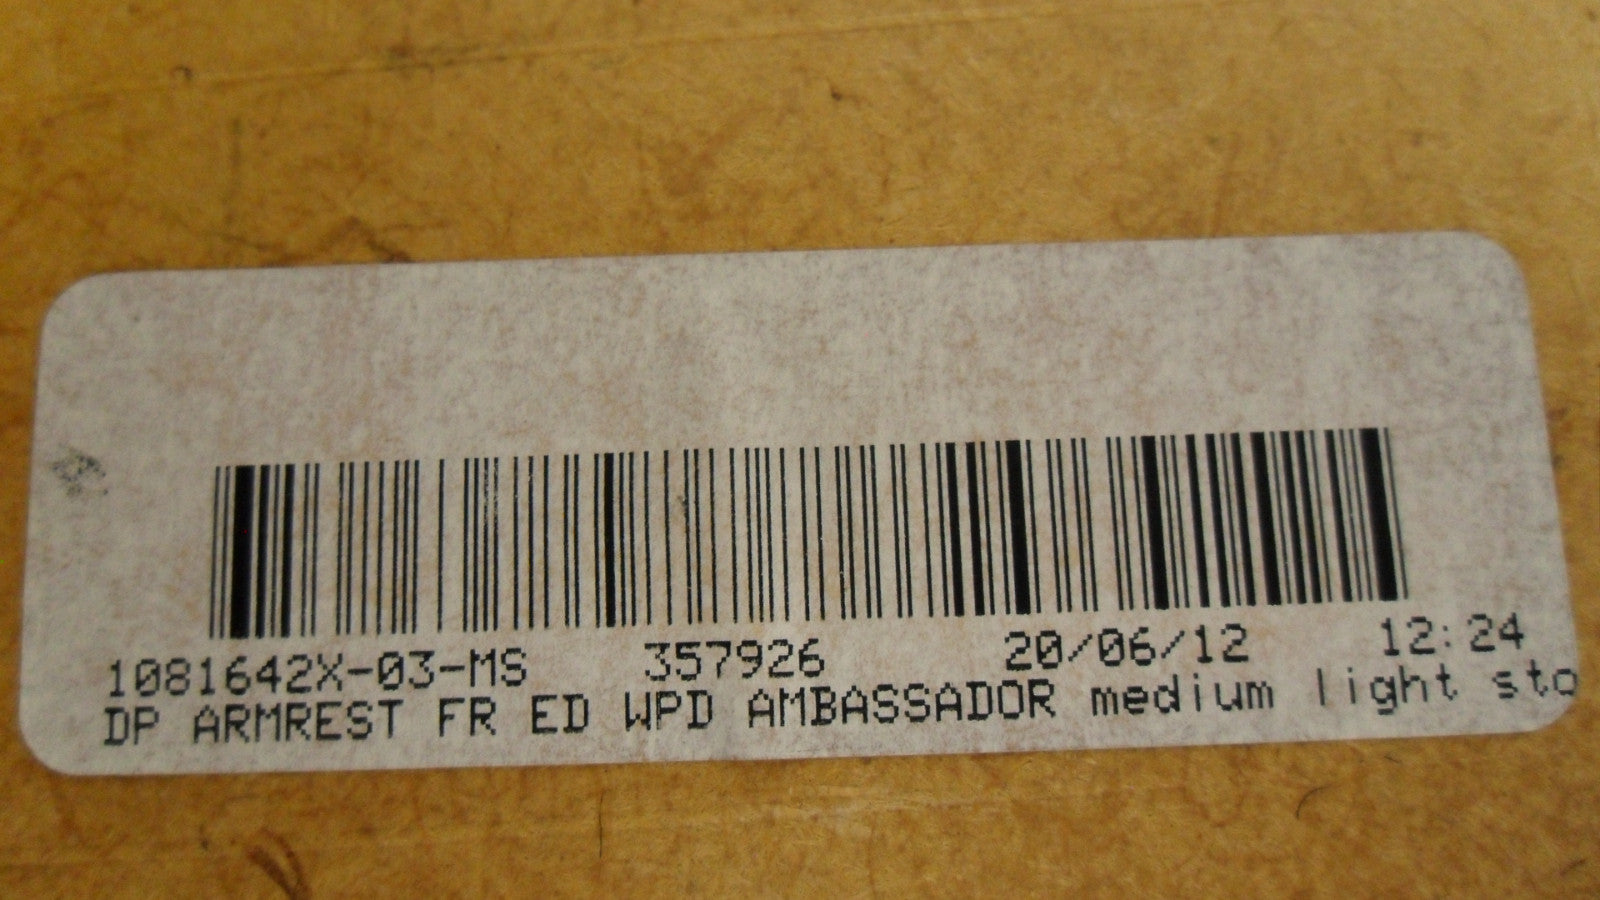 1081642X-03-MS 357926 20/06/12 12:24
DP ARMREST FR ED WPD AMBASSADOR medium light sto